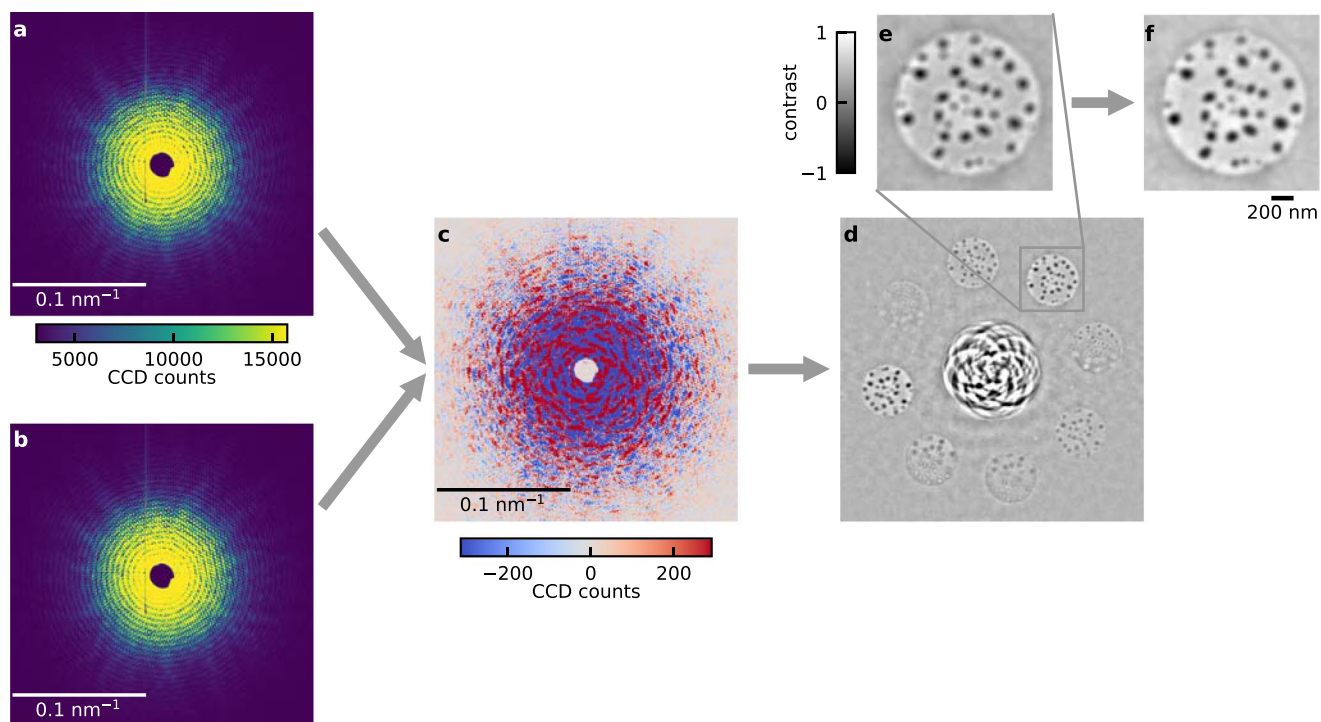 a
0.1 nm⁻¹
5000 10000 15000
CCD counts
b
0.1 nm⁻¹
c
0.1 nm⁻¹
−200 0 200
CCD counts
d
contrast
1
0
−1
e
f
200 nm